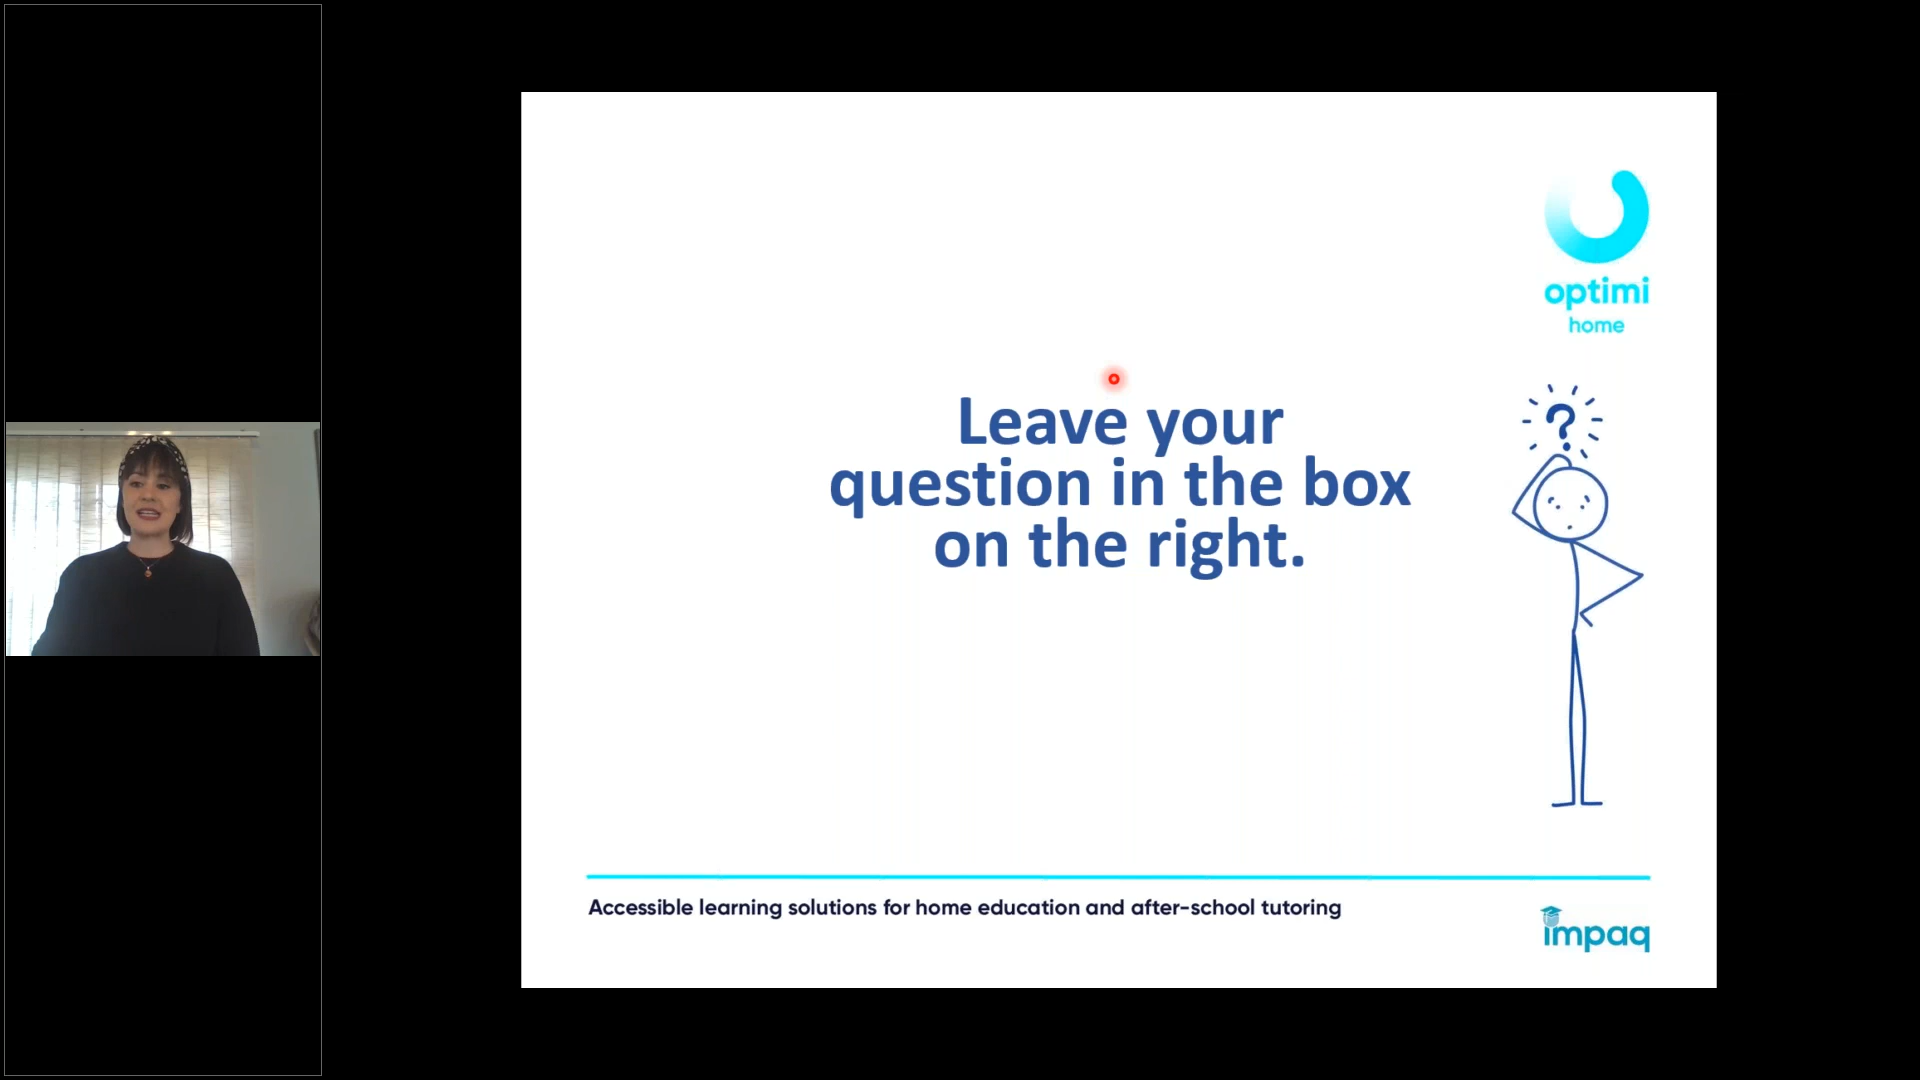 optimi
home
?
Leave your
question in the box
on the right.
Accessible learning solutions for home education and after-school tutoring
impaq